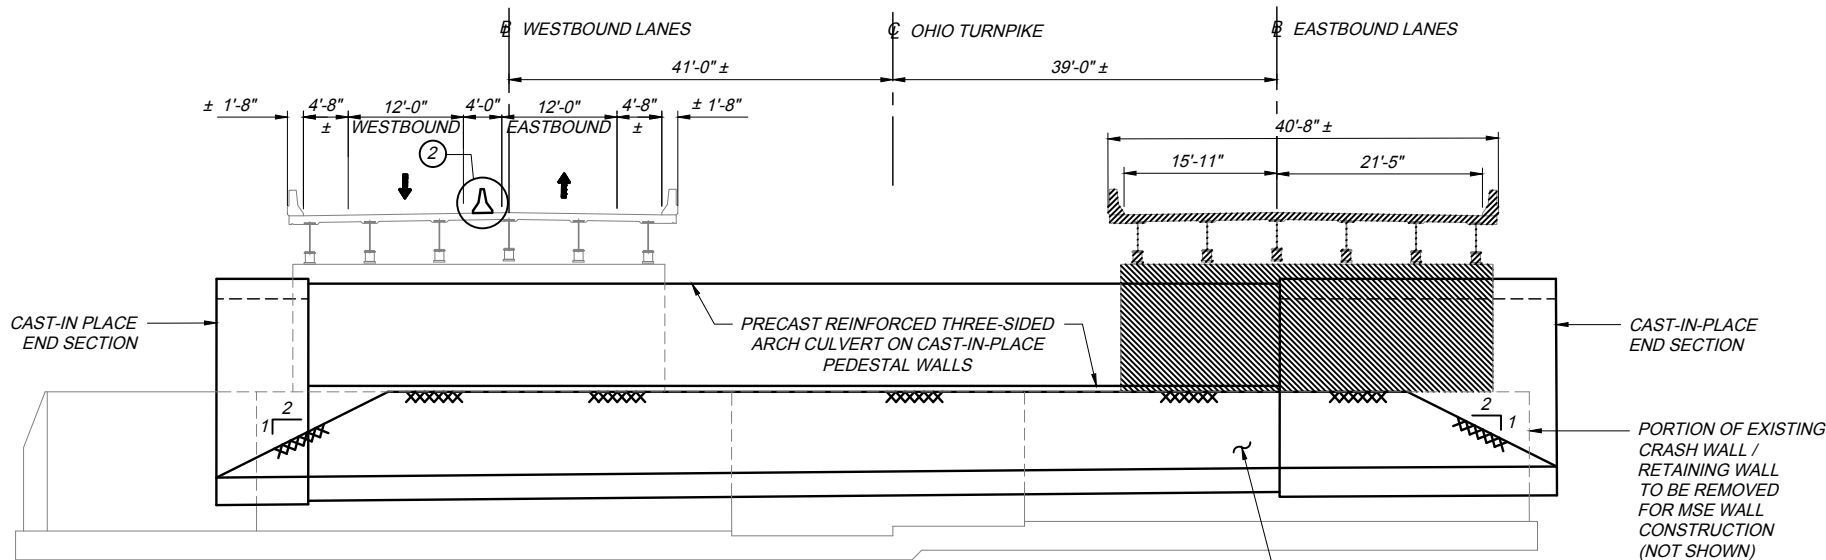 ℄ WESTBOUND LANES
℄ OHIO TURNPIKE
℄ EASTBOUND LANES
41'-0" ±
39'-0" ±
± 1'-8"
4'-8"
±
12'-0"
WESTBOUND
4'-0"
12'-0"
EASTBOUND
4'-8"
±
± 1'-8"
2
40'-8" ±
15'-11"
21'-5"
CAST-IN PLACE
END SECTION
PRECAST REINFORCED THREE-SIDED
ARCH CULVERT ON CAST-IN-PLACE
PEDESTAL WALLS
CAST-IN-PLACE
END SECTION
2
1
2
1
PORTION OF EXISTING
CRASH WALL /
RETAINING WALL
TO BE REMOVED
FOR MSE WALL
CONSTRUCTION
(NOT SHOWN)